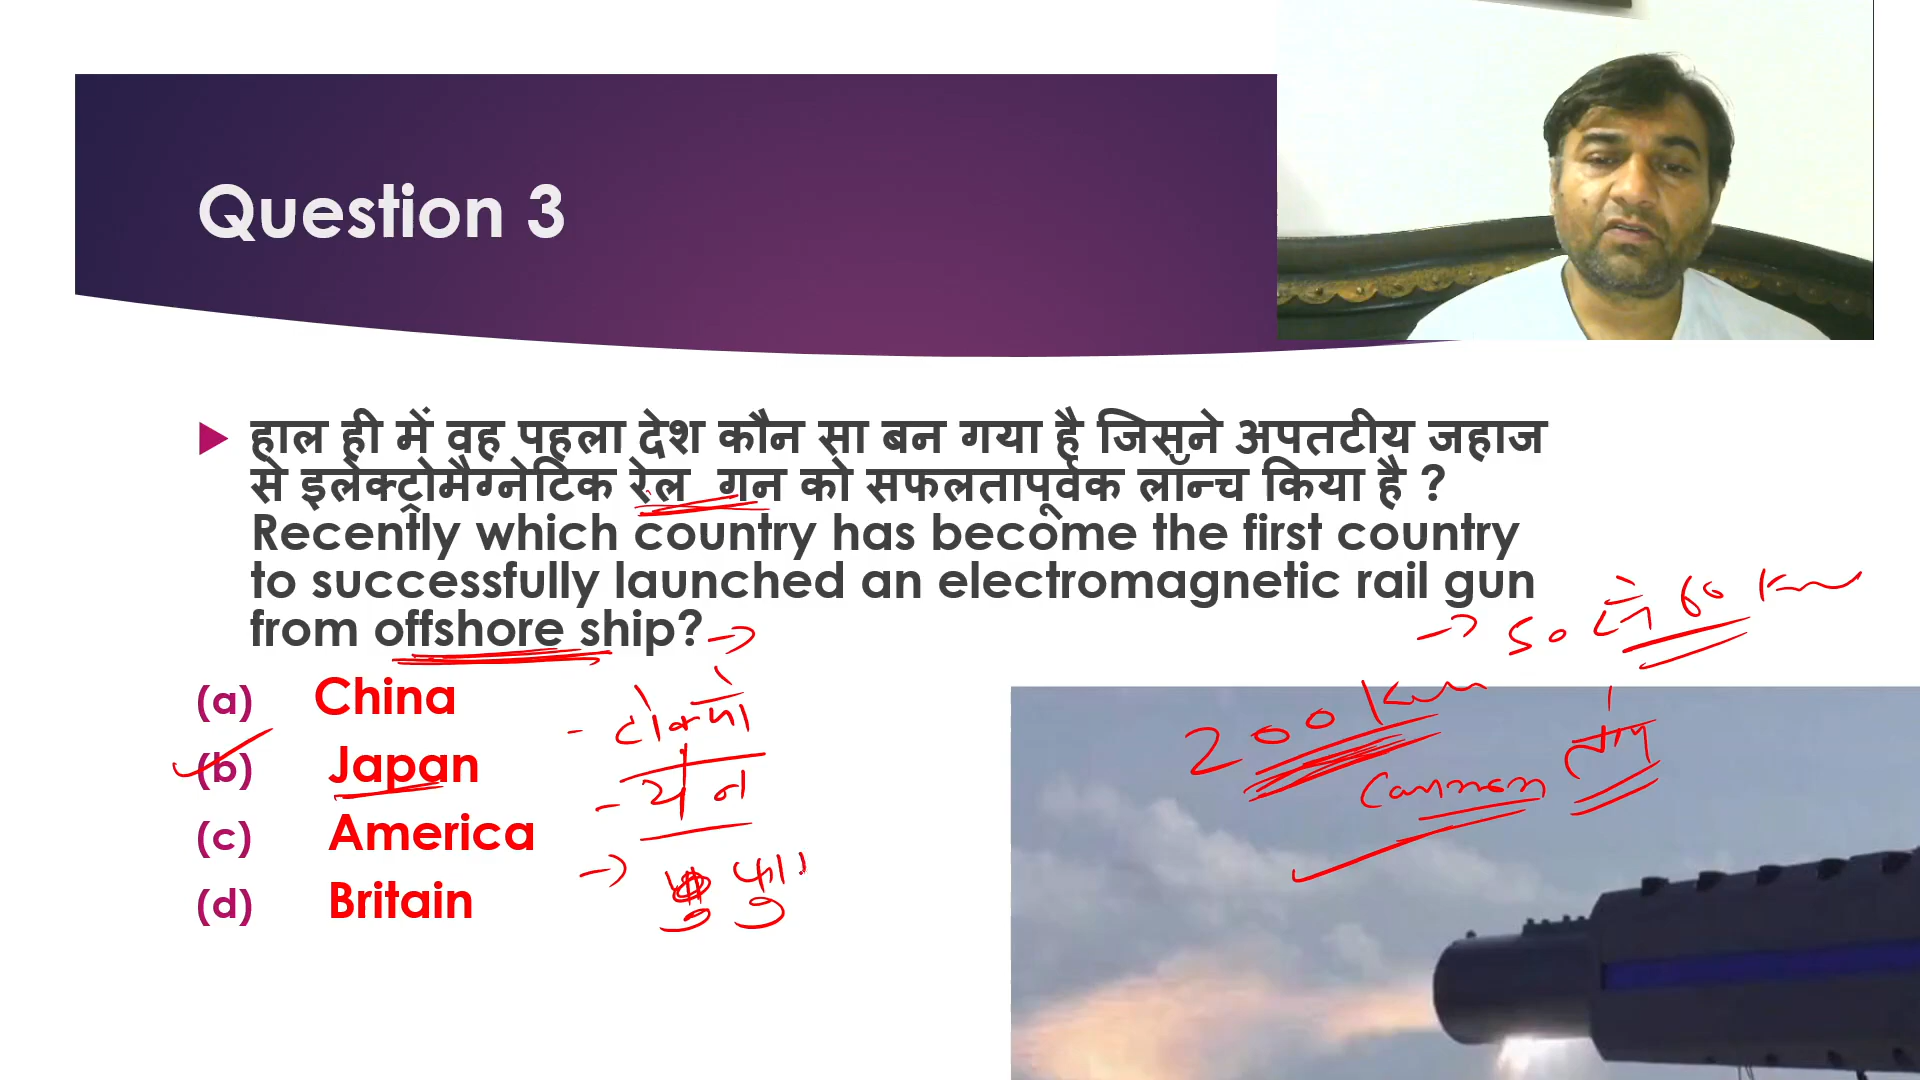 Question 3
हाल ही में वह पहला देश कौन सा बन गया है जिसने अपतटीय जहाज
से इलेक्ट्रोमैग्नेटिक रेल गन को सफलतापूर्वक लॉन्च किया है ?
Recently which country has become the first country
to successfully launched an electromagnetic rail gun
from offshore ship?
→ 50 से 60 km
(a) China
टोक्यो
200 km
(b) Japan
येन
Cannon तोप
(c) America
(d) Britain